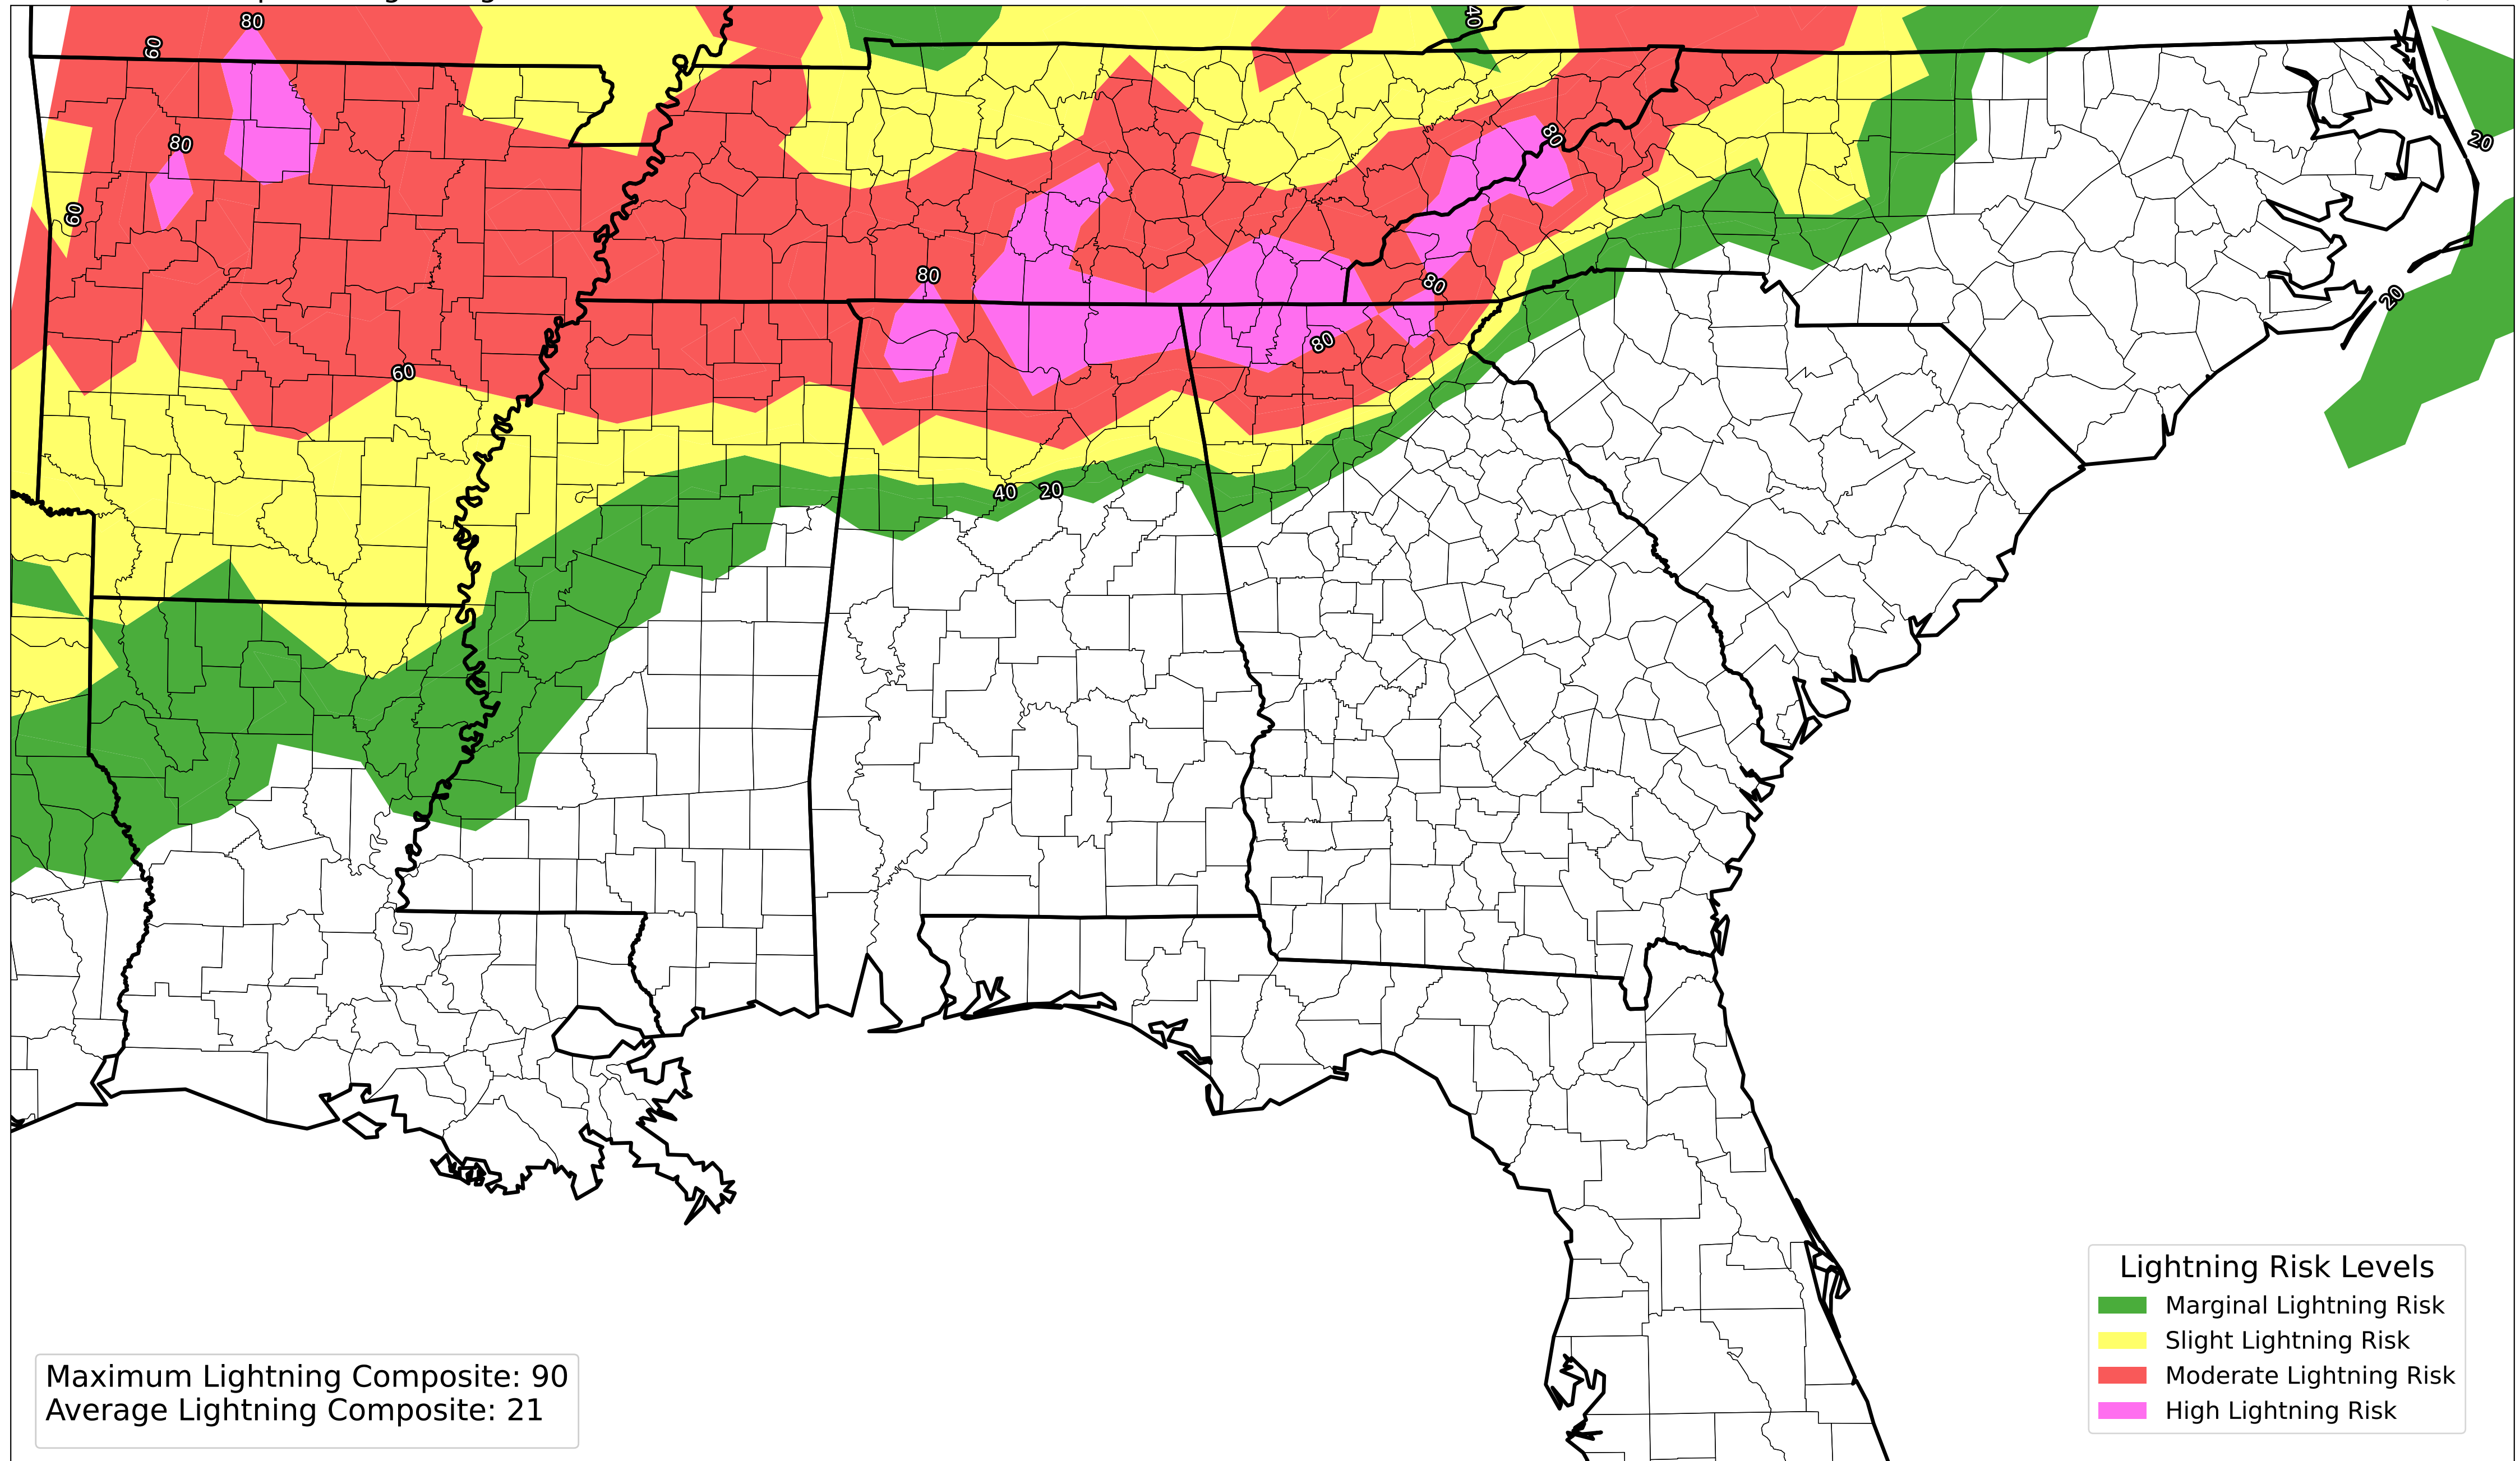 80
60
40
80
80
20
60
80
80
20
80
60
40 20
Lightning Risk Levels
Marginal Lightning Risk
Slight Lightning Risk
Moderate Lightning Risk
High Lightning Risk
Maximum Lightning Composite: 90
Average Lightning Composite: 21